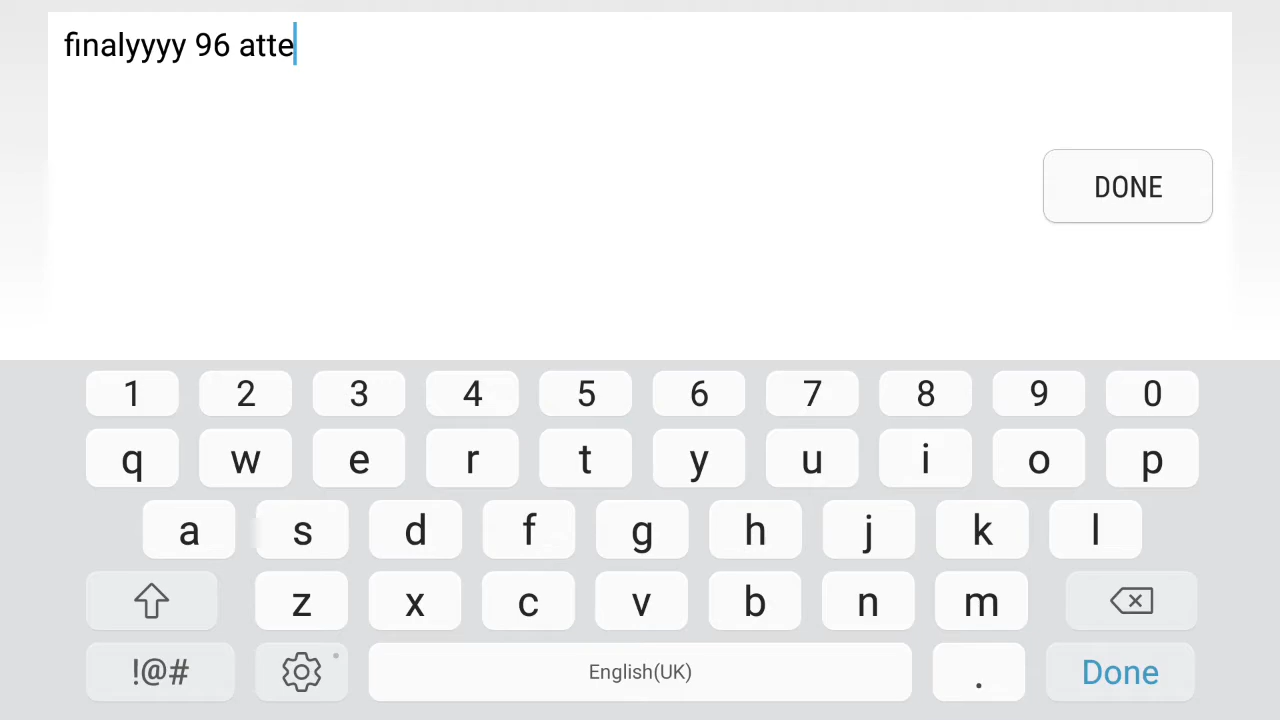 finalyyyy 96 atte
DONE
1 2 3 4 5 6 7 8 9 0
q w e r t y u i o p
a s d f g h j k l
z x c v b n m
!@# English(UK) . Done